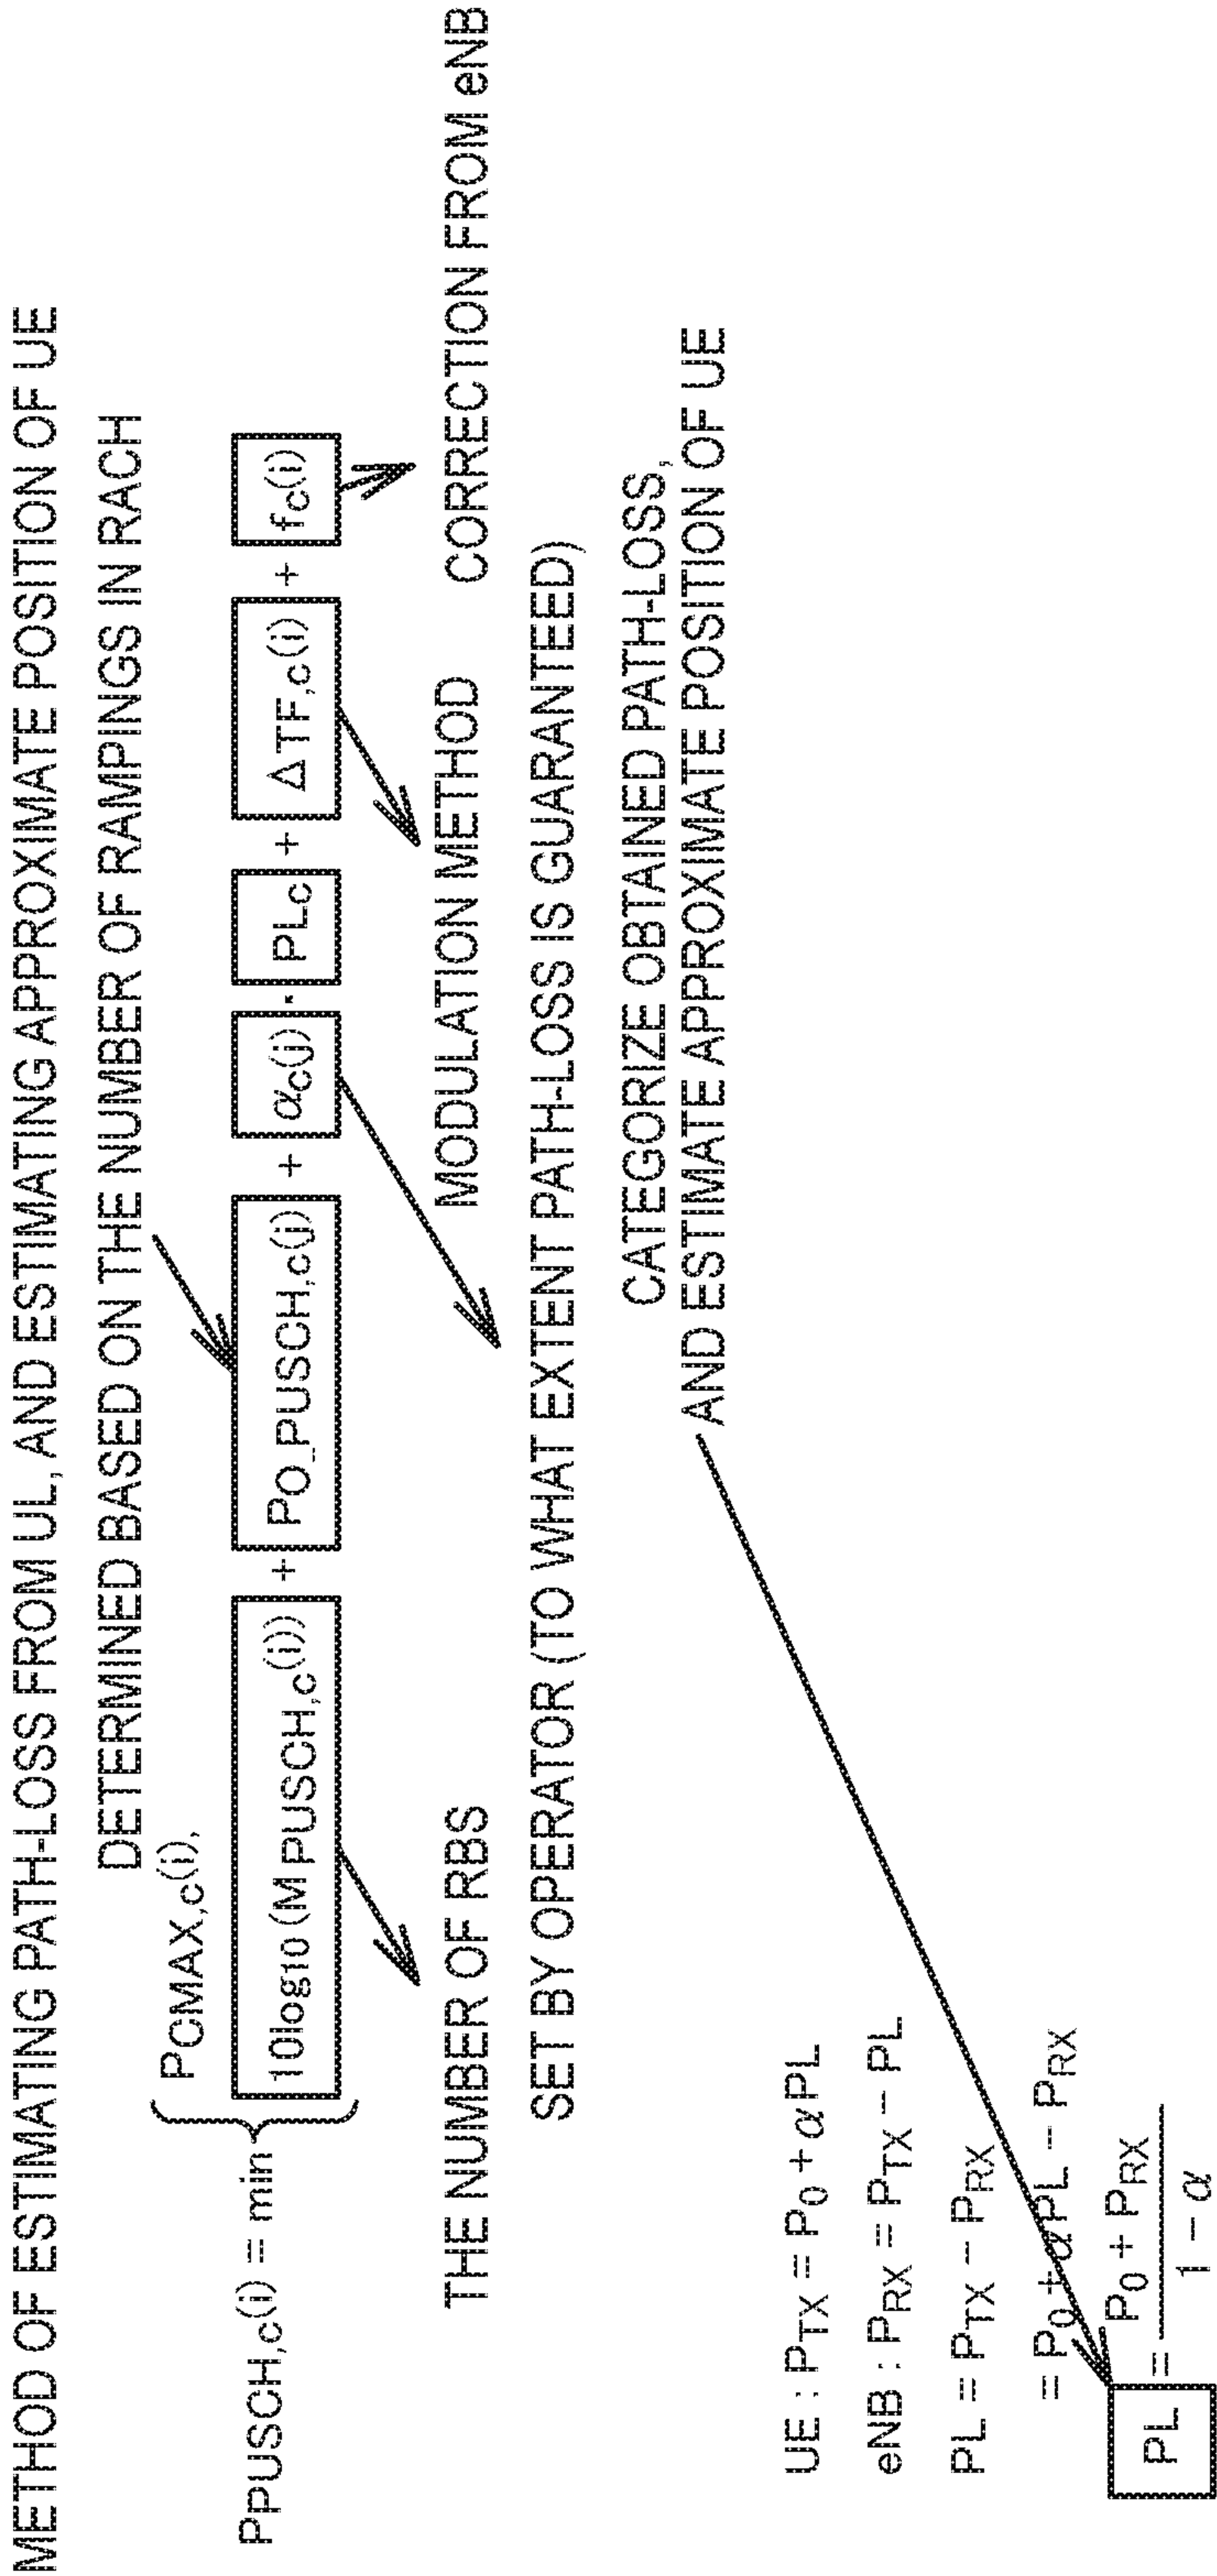 METHOD OF ESTIMATING PATH-LOSS FROM UL, AND ESTIMATING APPROXIMATE POSITION OF UE
DETERMINED BASED ON THE NUMBER OF RAMPINGS IN RACH
PCMAX,c(i),
PPUSCH,c(i) = min { 10log10(MPUSCH,c(i)) + PO_PUSCH,c(j) + αc(j) · PLc + ΔTF,c(i) + fc(i)
THE NUMBER OF RBS MODULATION METHOD CORRECTION FROM eNB
SET BY OPERATOR (TO WHAT EXTENT PATH-LOSS IS GUARANTEED)
CATEGORIZE OBTAINED PATH-LOSS,
AND ESTIMATE APPROXIMATE POSITION OF UE
UE : PTX = P0 + αPL
eNB : PRX = PTX − PL
PL = PTX − PRX
= P0 + αPL − PRX
PL = P0 + PRX / 1 − α